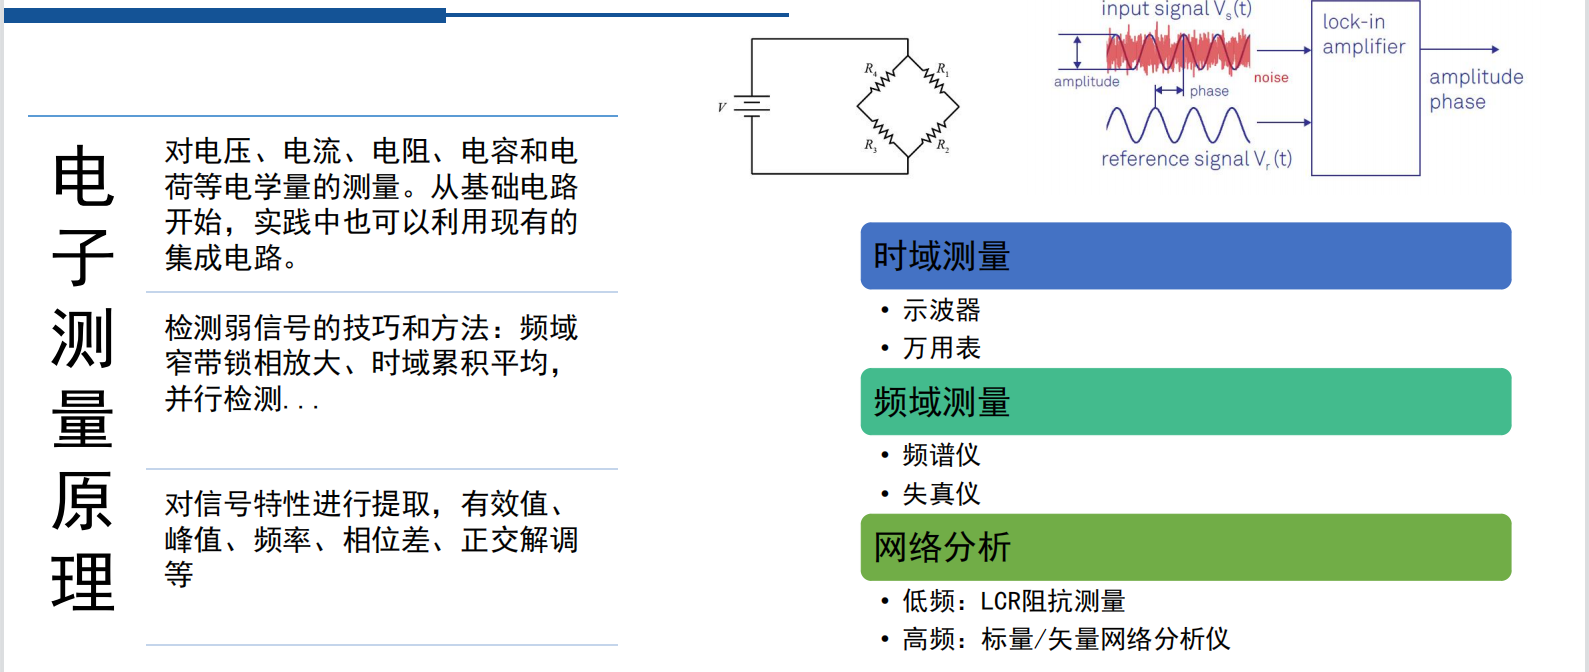 电子测量原理
对电压、电流、电阻、电容和电
荷等电学量的测量。从基础电路
开始，实践中也可以利用现有的
集成电路。
检测弱信号的技巧和方法：频域
窄带锁相放大、时域累积平均，
并行检测...
对信号特性进行提取，有效值、
峰值、频率、相位差、正交解调
等
V
R4
R1
R3
R2
input signal Vs(t)
amplitude
noise
phase
reference signal Vr(t)
lock-in
amplifier
amplitude
phase
时域测量
• 示波器
• 万用表
频域测量
• 频谱仪
• 失真仪
网络分析
• 低频：LCR阻抗测量
• 高频：标量/矢量网络分析仪